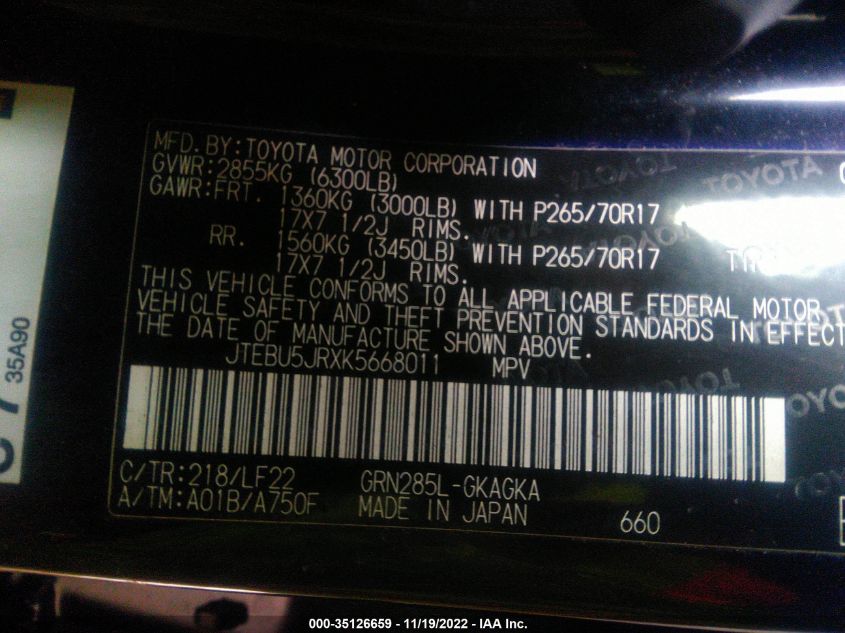 MFD. BY: TOYOTA MOTOR CORPORATION
GVWR: 2855KG (6300LB)
GAWR: FRT. 1360KG (3000LB) WITH P265/70R17
17X7 1/2J RIMS.
RR. 1560KG (3450LB) WITH P265/70R17
17X7 1/2J RIMS.
THIS VEHICLE CONFORMS TO ALL APPLICABLE FEDERAL MOTOR
VEHICLE SAFETY AND THEFT PREVENTION STANDARDS IN EFFECT
THE DATE OF MANUFACTURE SHOWN ABOVE.
JTEBU5JRXK5668011 MPV
C/TR: 218/LF22 GRN285L-GKAGKA
A/TM: A01B/A750F MADE IN JAPAN 660
35A90
TOYOTA
TOYOTA
TOYOTA
000-35126659 - 11/19/2022 - IAA Inc.